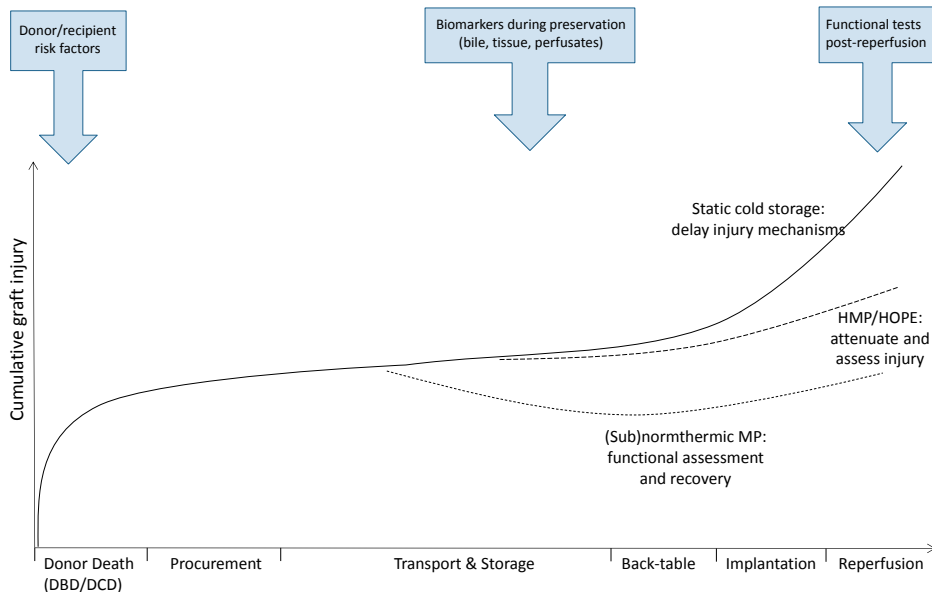 Donor/recipient
risk factors
Biomarkers during preservation
(bile, tissue, perfusates)
Functional tests
post-reperfusion
Cumulative graft injury
Static cold storage:
delay injury mechanisms
HMP/HOPE:
attenuate and
assess injury
(Sub)normthermic MP:
functional assessment
and recovery
Donor Death
(DBD/DCD)
Procurement
Transport & Storage
Back-table
Implantation
Reperfusion